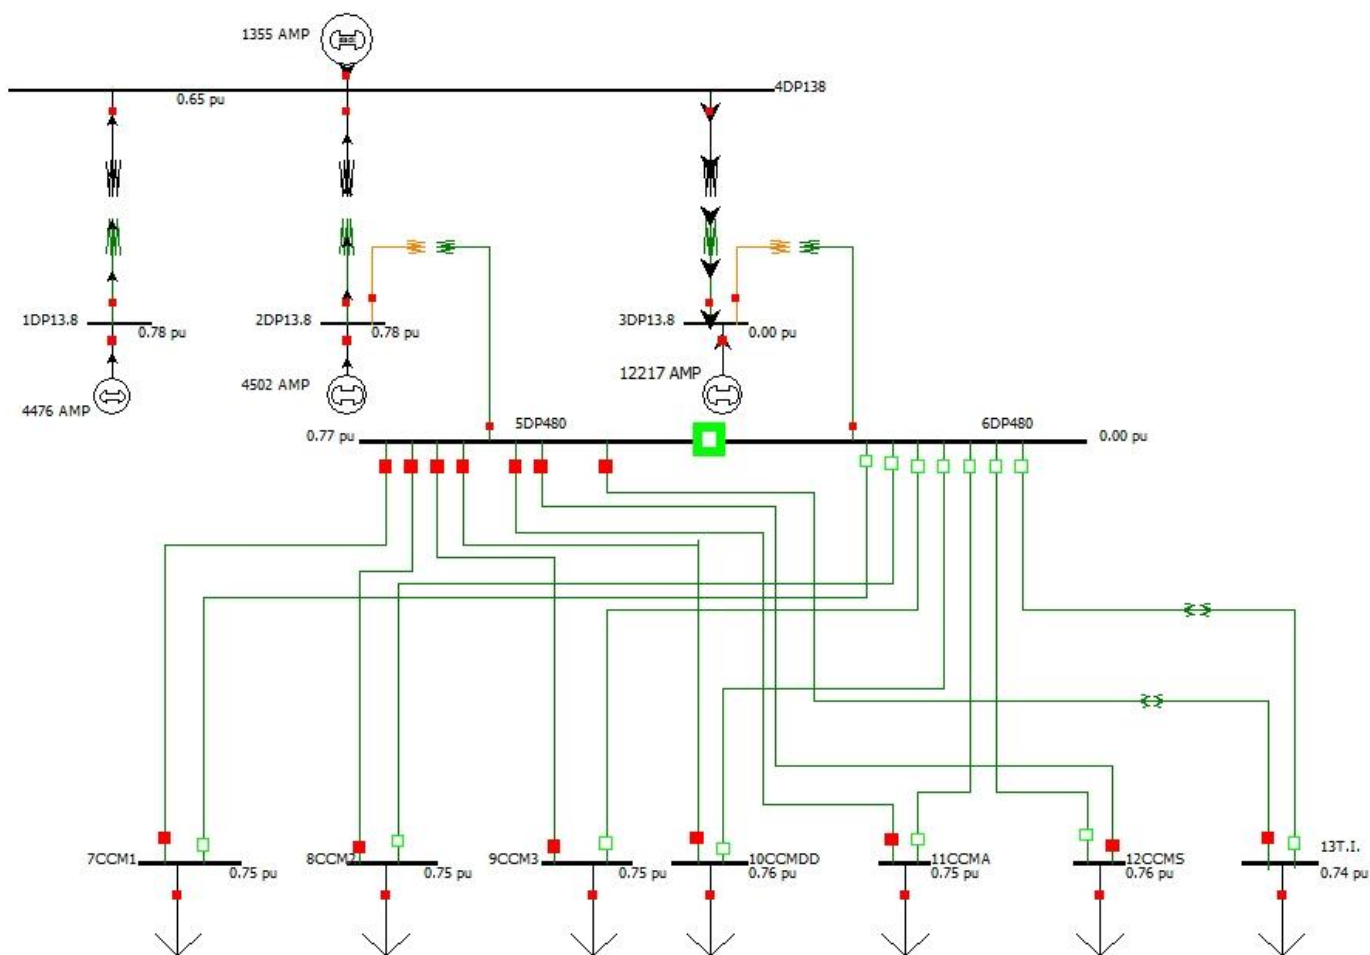 1355 AMP
4DP138
0.65 pu
1DP13.8
0.78 pu
2DP13.8
0.78 pu
3DP13.8
0.00 pu
4476 AMP
4502 AMP
12217 AMP
0.77 pu
5DP480
6DP480
0.00 pu
7CCM1
0.75 pu
8CCM2
0.75 pu
9CCM3
0.75 pu
10CCMDD
0.76 pu
11CCMA
0.75 pu
12CCMS
0.76 pu
13T.I.
0.74 pu